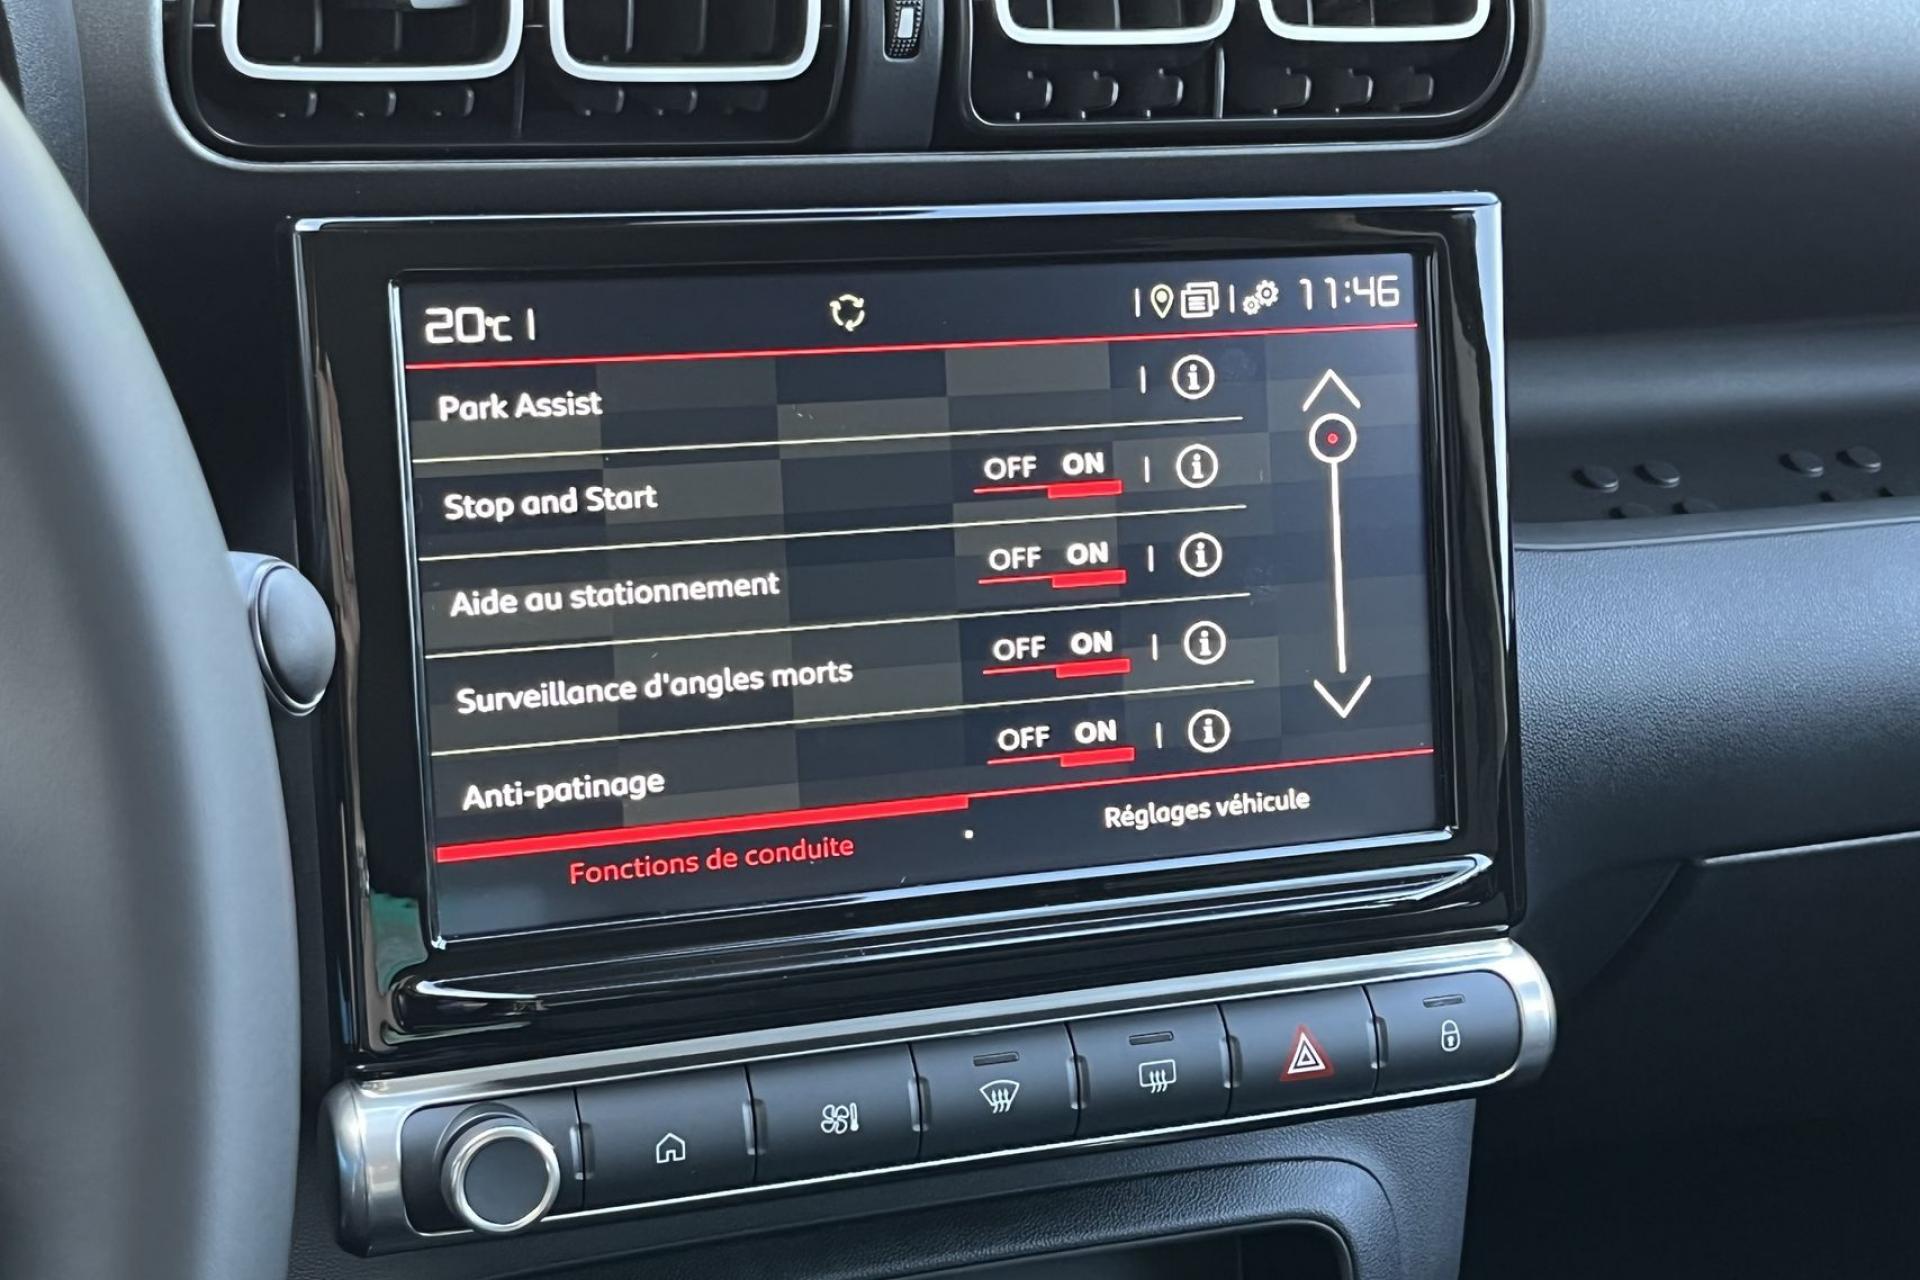 20°C
11:46
Park Assist
Stop and Start OFF ON
Aide au stationnement OFF ON
Surveillance d'angles morts OFF ON
Anti-patinage OFF ON
Fonctions de conduite
Réglages véhicule